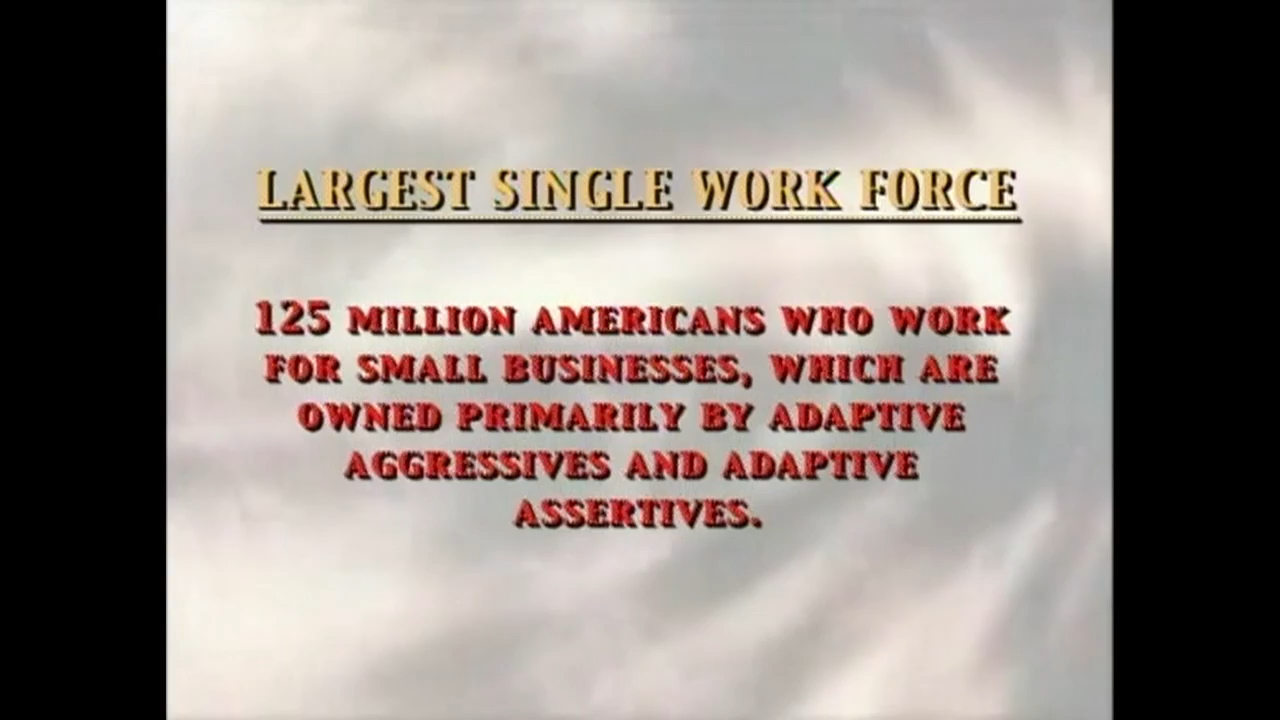 LARGEST SINGLE WORK FORCE
125 MILLION AMERICANS WHO WORK
FOR SMALL BUSINESSES, WHICH ARE
OWNED PRIMARILY BY ADAPTIVE
AGGRESSIVES AND ADAPTIVE
ASSERTIVES.